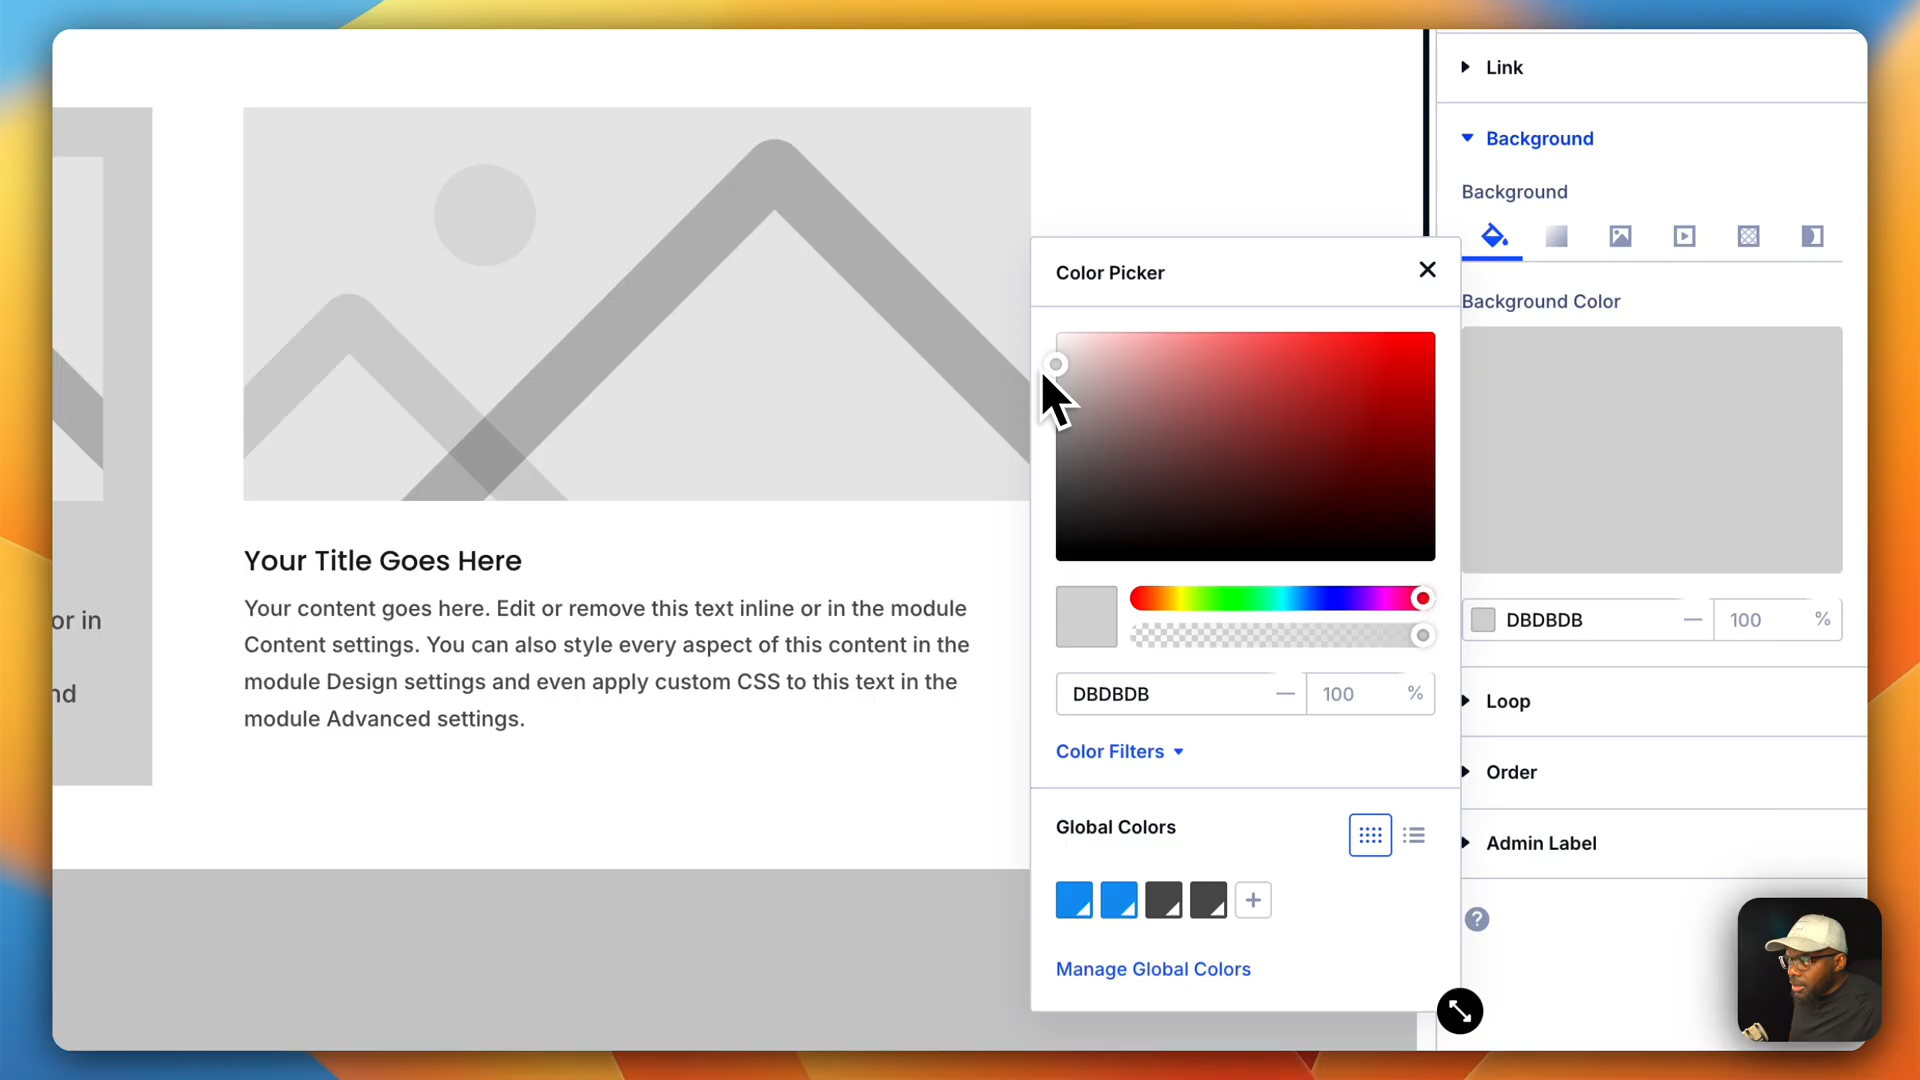 or in
nd
Your Title Goes Here
Your content goes here. Edit or remove this text inline or in the module
Content settings. You can also style every aspect of this content in the
module Design settings and even apply custom CSS to this text in the
module Advanced settings.
Color Picker
DBDBDB
100 %
Color Filters
Global Colors
Manage Global Colors
Link
Background
Background
Background Color
DBDBDB
100 %
Loop
Order
Admin Label
?